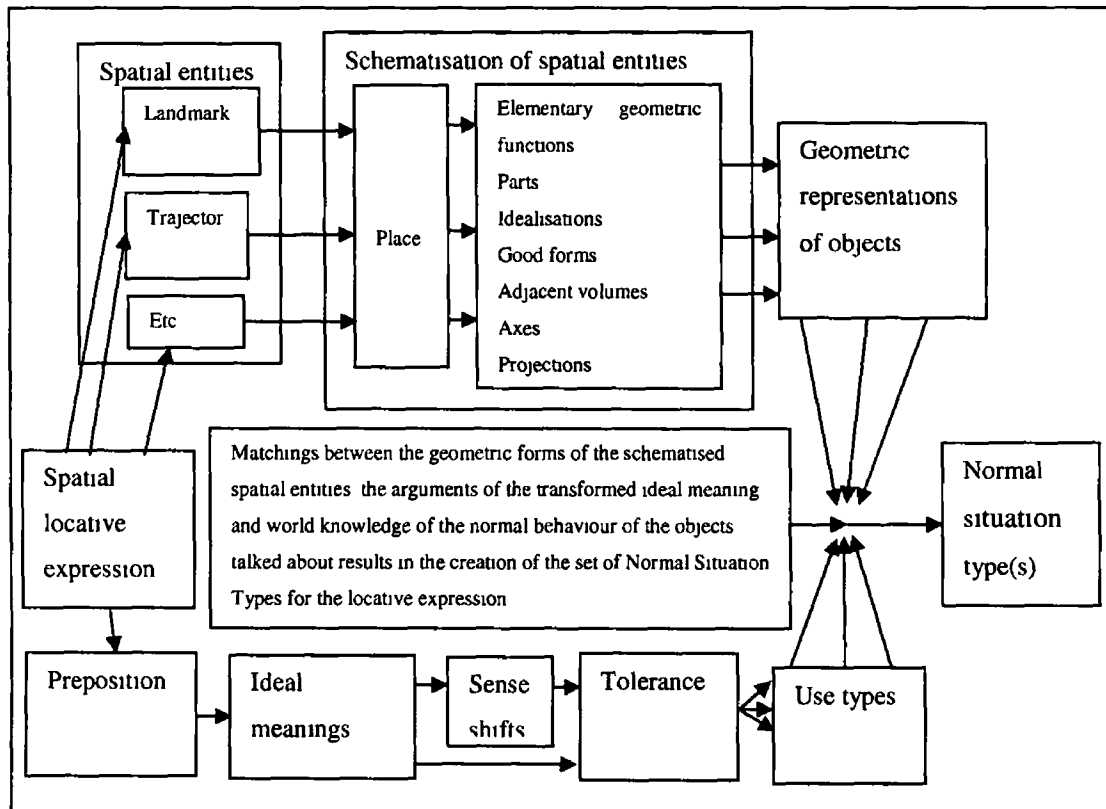 Spatial entities
Landmark
Trajector
Etc
Schematisation of spatial entities
Place
Elementary geometric
functions
Parts
Idealisations
Good forms
Adjacent volumes
Axes
Projections
Geometric
representations
of objects
Spatial
locative
expression
Matchings between the geometric forms of the schematised
spatial entities the arguments of the transformed ideal meaning
and world knowledge of the normal behaviour of the objects
talked about results in the creation of the set of Normal Situation
Types for the locative expression
Normal
situation
type(s)
Preposition
Ideal
meanings
Sense
shifts
Tolerance
Use types